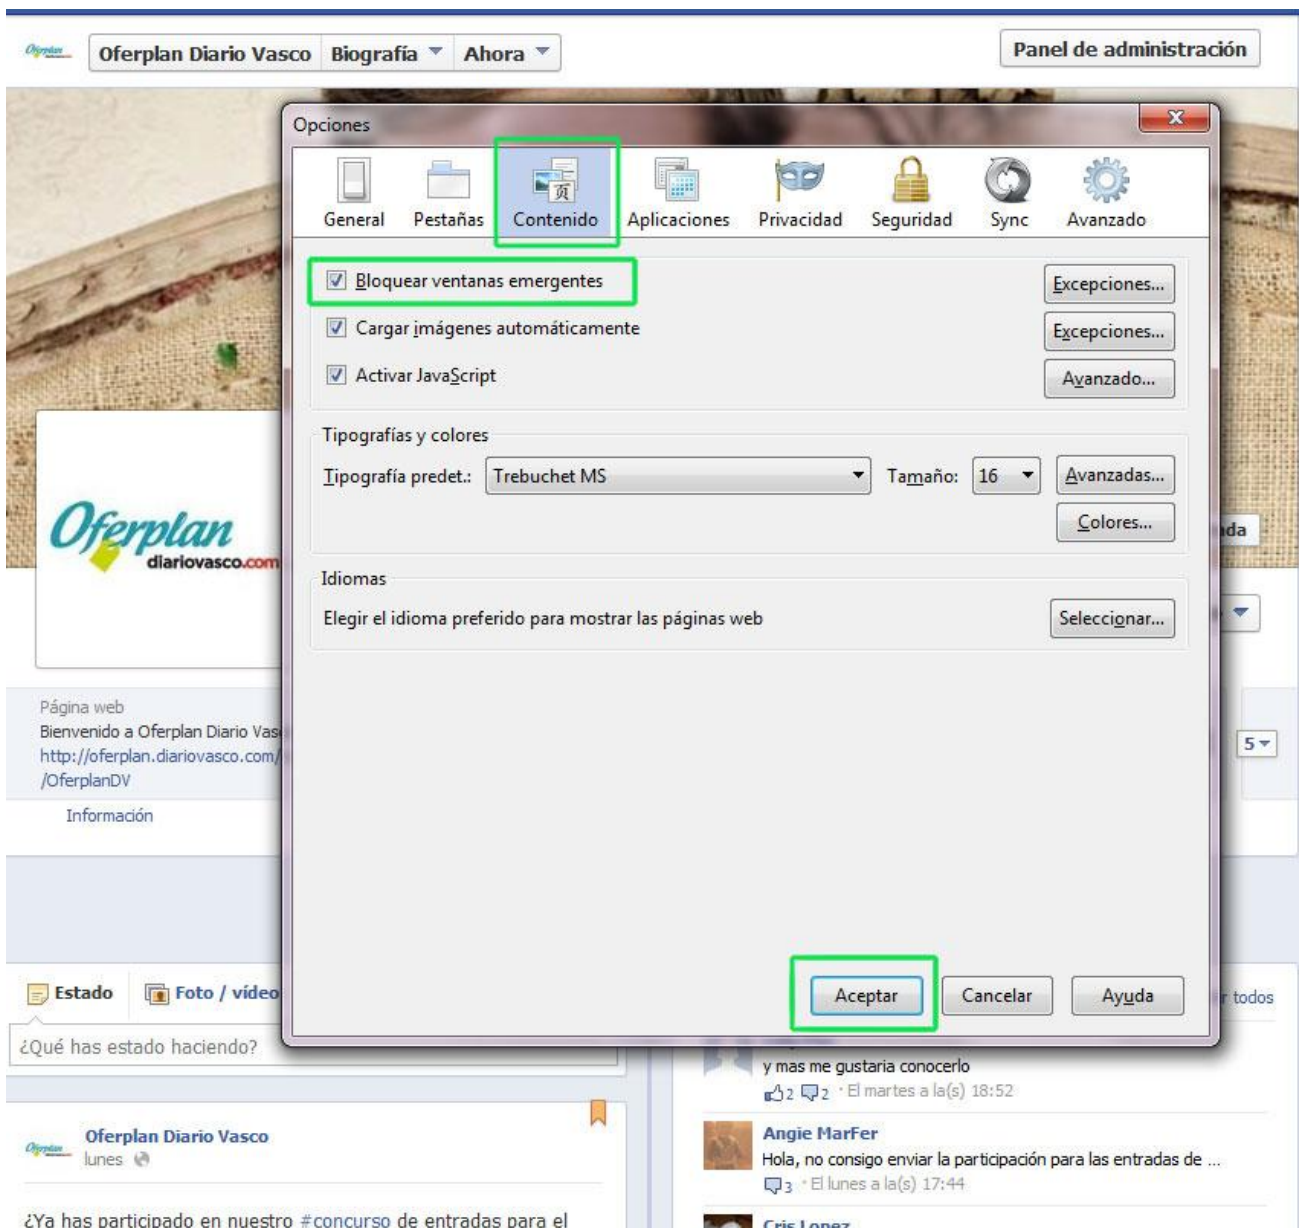 Oferplan
Oferplan Diario Vasco
Biografía
Ahora
Panel de administración
Opciones
General
Pestañas
Contenido
Aplicaciones
Privacidad
Seguridad
Sync
Avanzado
Bloquear ventanas emergentes
Excepciones...
Cargar imágenes automáticamente
Excepciones...
Activar JavaScript
Avanzado...
Tipografías y colores
Tipografía predet.: Trebuchet MS
Tamaño: 16
Avanzadas...
Colores...
Oferplan
diariovasco.com
ada
Idiomas
Elegir el idioma preferido para mostrar las páginas web
Seleccionar...
Página web
Bienvenido a Oferplan Diario Vas
http://oferplan.diariovasco.com/
/OferplanDV
5
Información
Aceptar
Cancelar
Ayuda
Estado
Foto / vídeo
r todos
¿Qué has estado haciendo?
y mas me gustaria conocerlo
2 2 · El martes a la(s) 18:52
Oferplan Diario Vasco
lunes
Angie MarFer
Hola, no consigo enviar la participación para las entradas de ...
3 · El lunes a la(s) 17:44
¿Ya has participado en nuestro #concurso de entradas para el
Cris Lopez